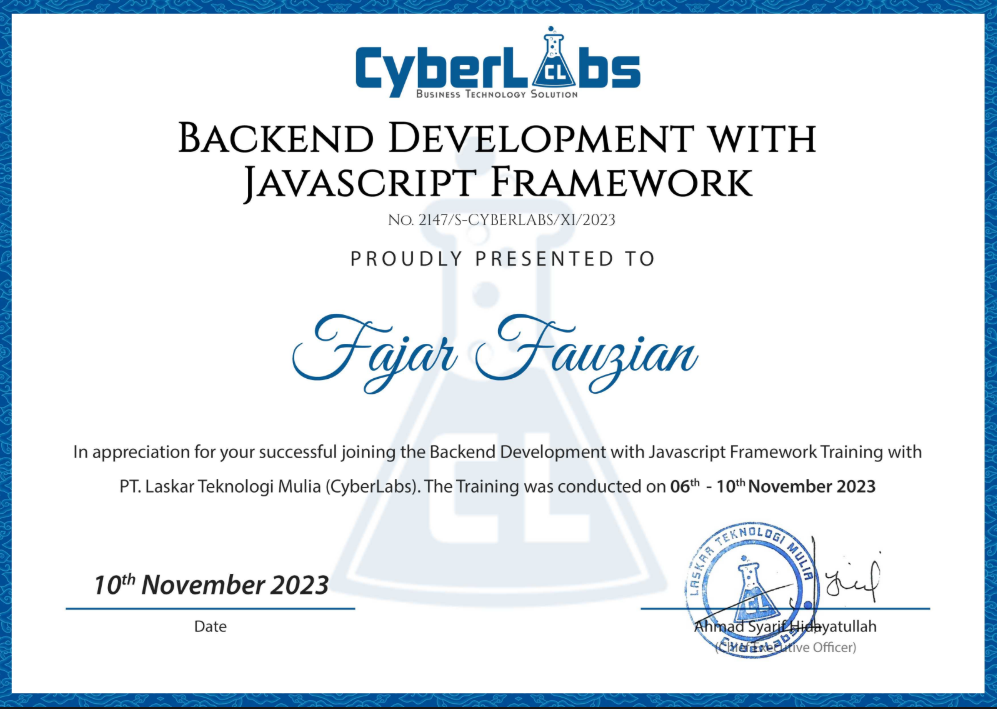 CyberLabs
CL
Business Technology Solution
Backend Development with
Javascript Framework
No. 2147/S-CYBERLABS/XI/2023
PROUDLY PRESENTED TO
Fajar Fauzian
CL
In appreciation for your successful joining the Backend Development with Javascript Framework Training with
PT. Laskar Teknologi Mulia (CyberLabs). The Training was conducted on 06th - 10th November 2023
LASKAR TEKNOLOGI MULIA
CL
CyberLabs
10th November 2023
Date
Ahmad Syarif Hidayatullah
(Chief Executive Officer)